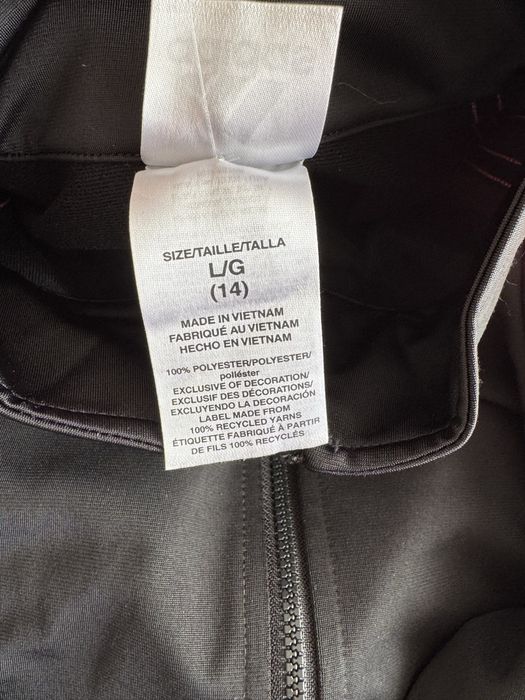 SIZE/TAILLE/TALLA
L/G
(14)
MADE IN VIETNAM
FABRIQUÉ AU VIETNAM
HECHO EN VIETNAM
100% POLYESTER/POLYESTER/
poliéster
EXCLUSIVE OF DECORATION/
EXCLUSIF DES DÉCORATIONS/
EXCLUYENDO LA DECORACIÓN
LABEL MADE FROM
100% RECYCLED YARNS
ÉTIQUETTE FABRIQUÉ À PARTIR
DE FILS 100% RECYCLÉS